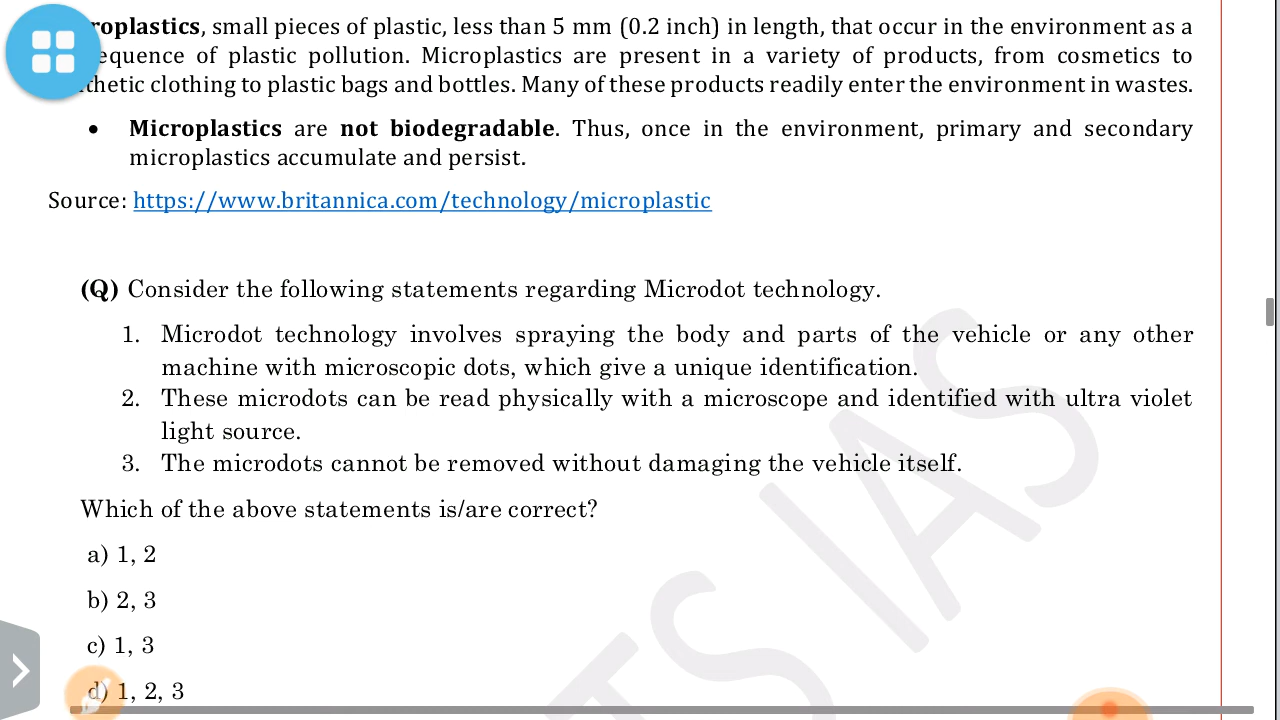 roplastics, small pieces of plastic, less than 5 mm (0.2 inch) in length, that occur in the environment as a
equence of plastic pollution. Microplastics are present in a variety of products, from cosmetics to
thetic clothing to plastic bags and bottles. Many of these products readily enter the environment in wastes.
• Microplastics are not biodegradable. Thus, once in the environment, primary and secondary
microplastics accumulate and persist.
Source: https://www.britannica.com/technology/microplastic
(Q) Consider the following statements regarding Microdot technology.
1. Microdot technology involves spraying the body and parts of the vehicle or any other
machine with microscopic dots, which give a unique identification.
2. These microdots can be read physically with a microscope and identified with ultra violet
light source.
3. The microdots cannot be removed without damaging the vehicle itself.
Which of the above statements is/are correct?
a) 1, 2
b) 2, 3
c) 1, 3
d) 1, 2, 3
TS IAS